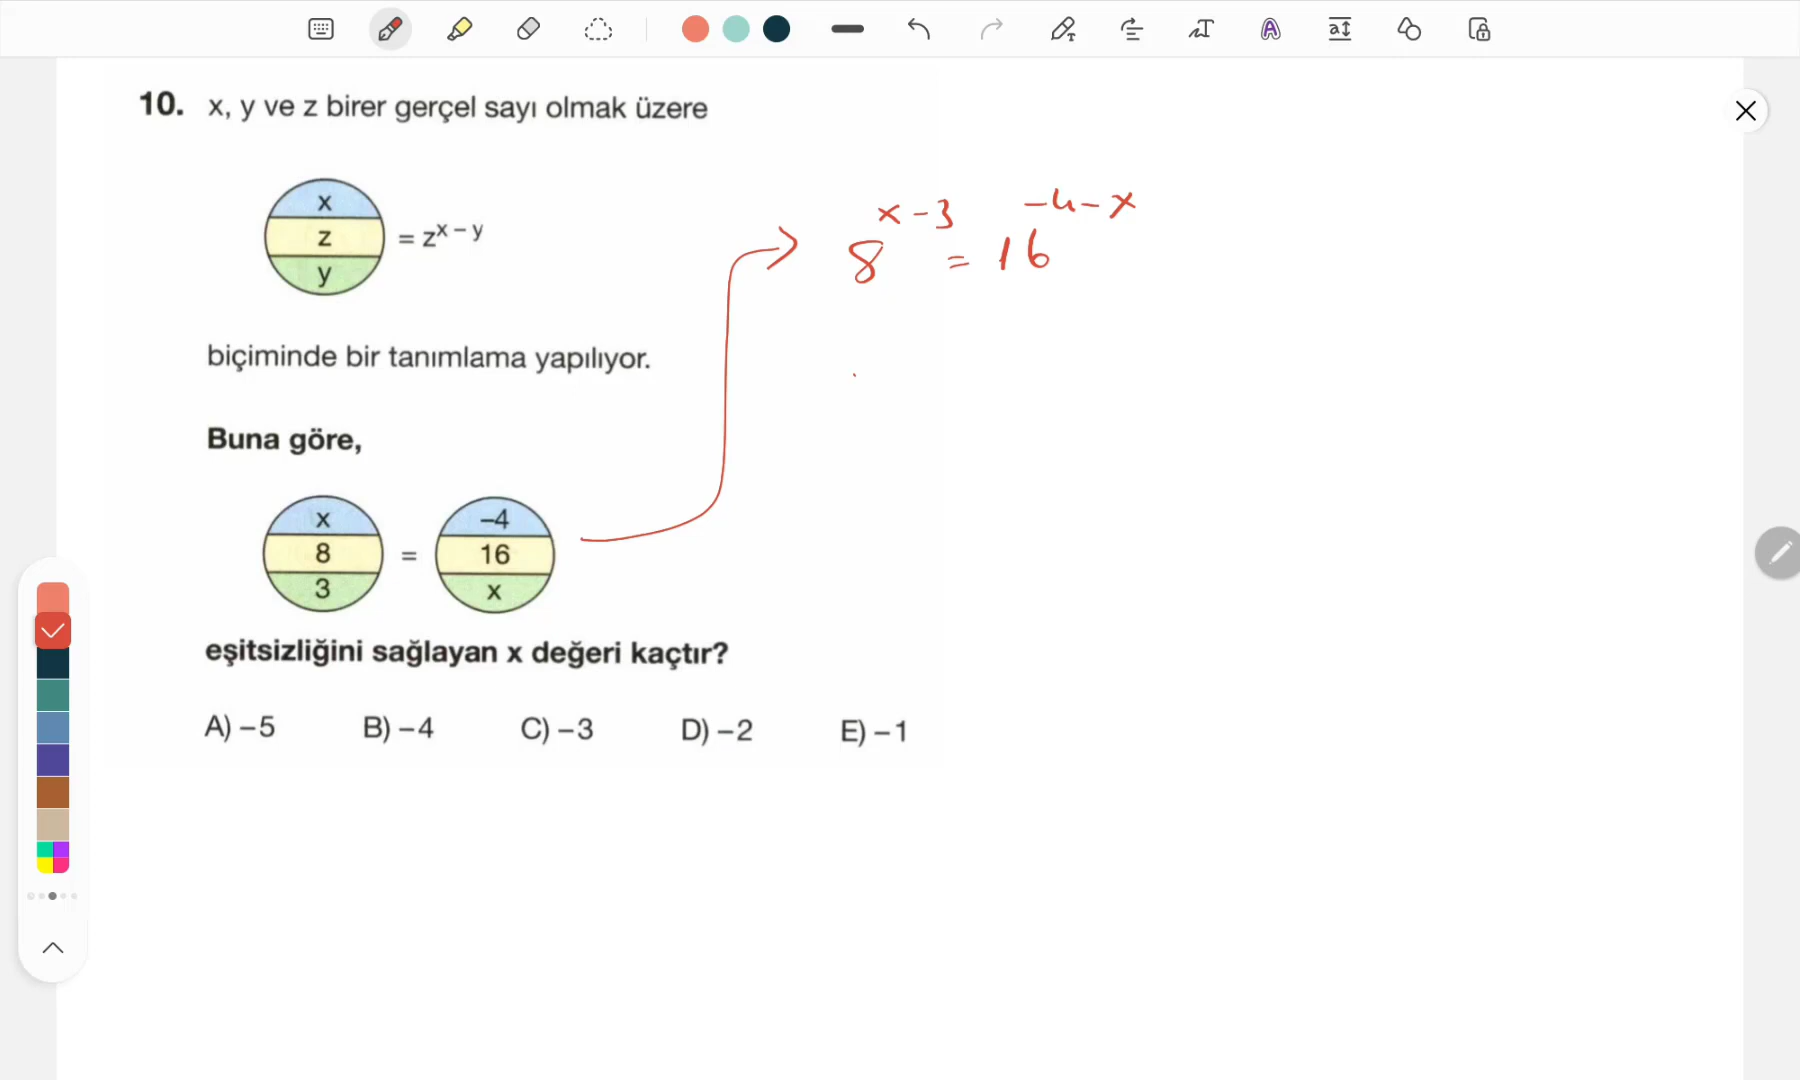 10. x, y ve z birer gerçel sayı olmak üzere
x
z
y
= z^{x – y}
8^{x–3} = 16^{–4–x}
biçiminde bir tanımlama yapılıyor.
Buna göre,
x
8
3
=
–4
16
x
eşitsizliğini sağlayan x değeri kaçtır?
A) –5 B) –4 C) –3 D) –2 E) –1